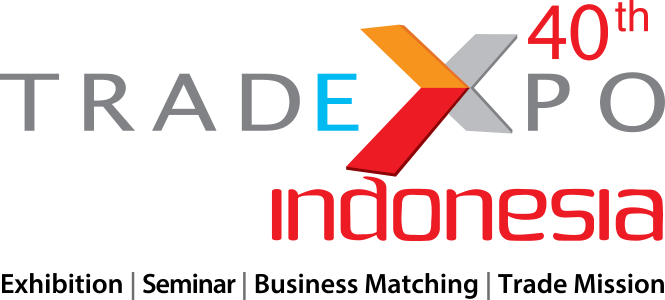 40th
TRADEXPO
indonesia
Exhibition | Seminar | Business Matching | Trade Mission